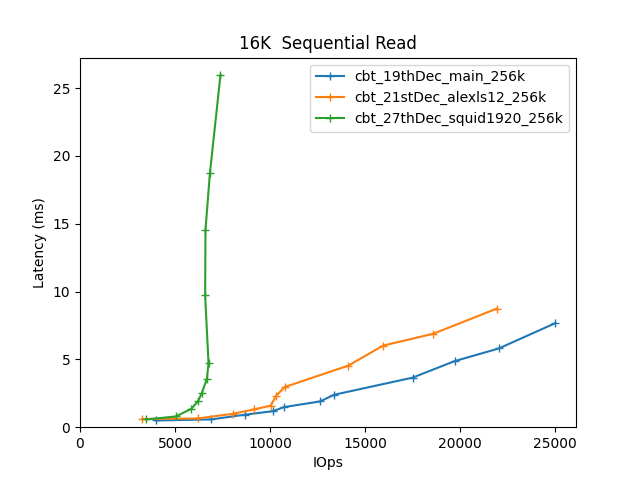 16K  Sequential Read
cbt_19thDec_main_256k
cbt_21stDec_alexls12_256k
cbt_27thDec_squid1920_256k
Latency (ms)
25
20
15
10
5
0
0 5000 10000 15000 20000 25000
IOps